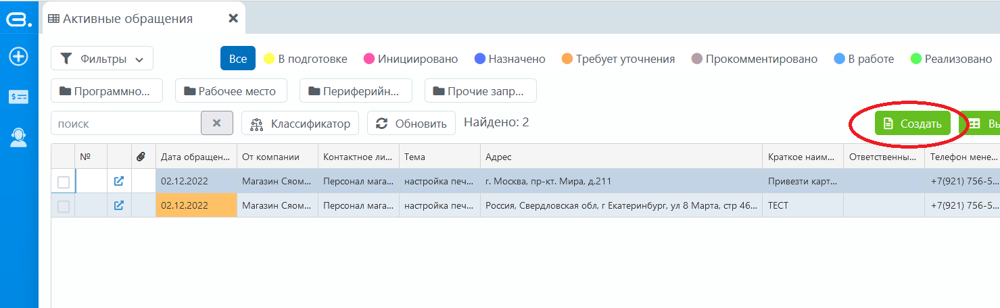 Активные обращения
Фильтры Все В подготовке Инициировано Назначено Требует уточнения Прокомментировано В работе Реализовано
Программно... Рабочее место Периферийн... Прочие запр...
поиск Классификатор Обновить Найдено: 2 Создать Вы
№ Дата обращен... От компании Контактное ли... Тема Адрес Краткое наим... Ответственны... Телефон мене...
02.12.2022 Магазин Сяом... Персонал мага... настройка печ... г. Москва, пр-кт. Мира, д.211 Привезти карт... +7(921) 756-5...
02.12.2022 Магазин Сяом... Персонал мага... настройка печ... Россия, Свердловская обл, г Екатеринбург, ул 8 Марта, стр 46... ТЕСТ +7(921) 756-5...